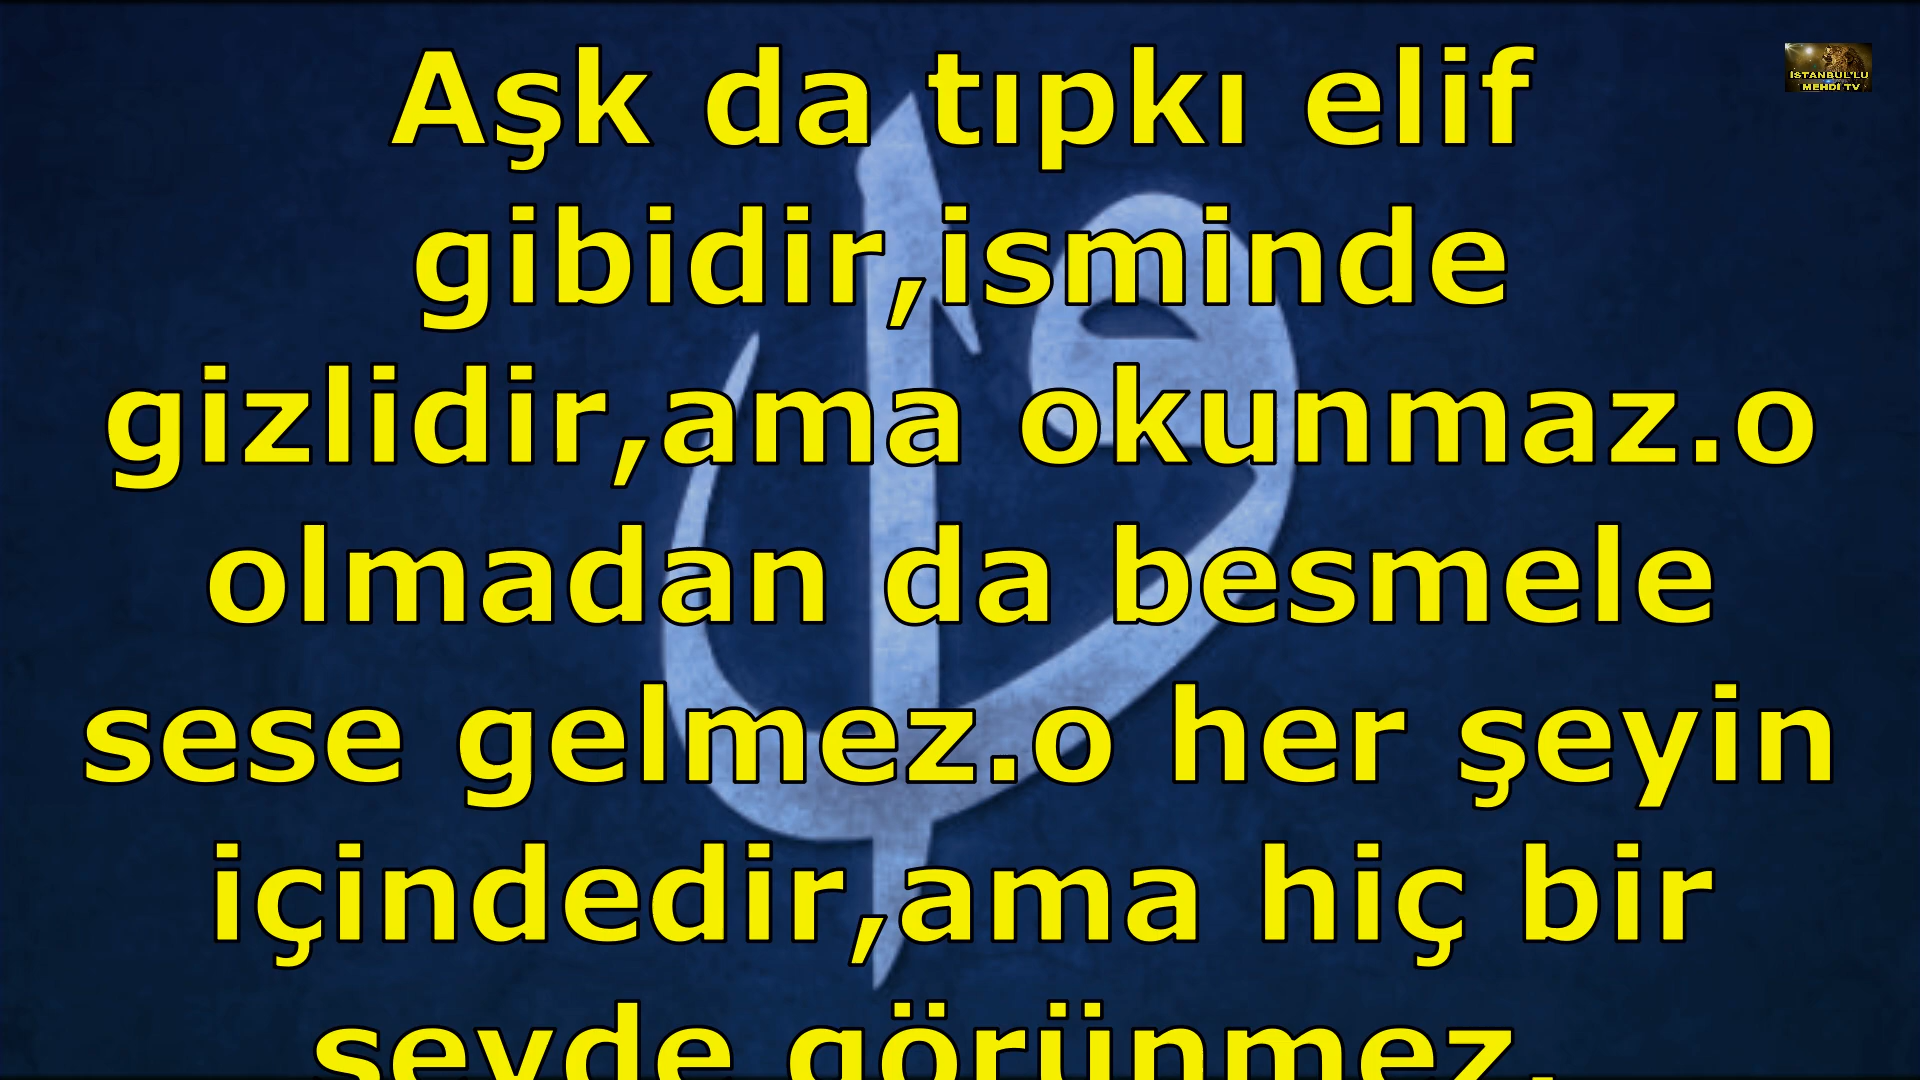 Aşk da tıpkı elif
gibidir,isminde
gizlidir,ama okunmaz.o
olmadan da besmele
sese gelmez.o her şeyin
içindedir,ama hiç bir
şeyde görünmez.
İSTANBUL'LU
MEHDİ TV